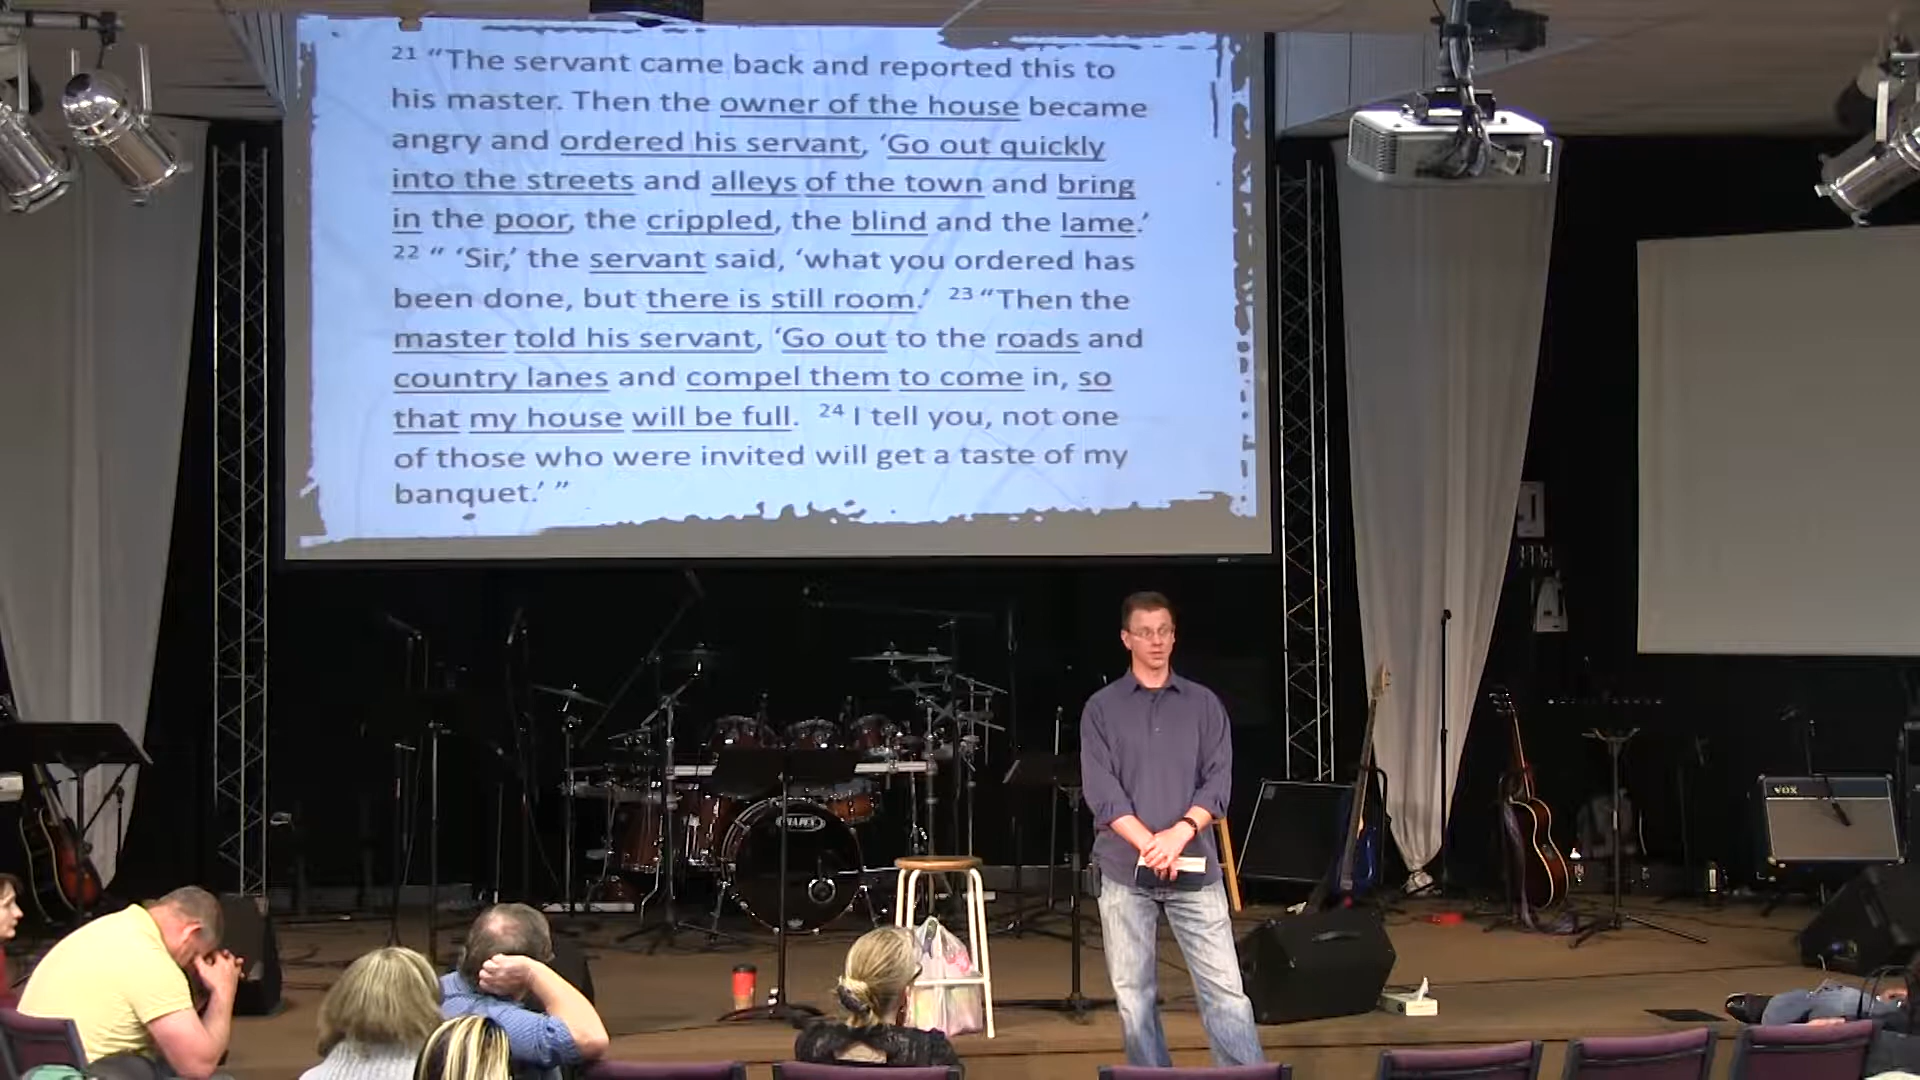 21 “The servant came back and reported this to
his master. Then the owner of the house became
angry and ordered his servant, ‘Go out quickly
into the streets and alleys of the town and bring
in the poor, the crippled, the blind and the lame.’
22 “ ‘Sir,’ the servant said, ‘what you ordered has
been done, but there is still room.’ 23 “Then the
master told his servant, ‘Go out to the roads and
country lanes and compel them to come in, so
that my house will be full. 24 I tell you, not one
of those who were invited will get a taste of my
banquet.’ ”
VOX
MAPEX